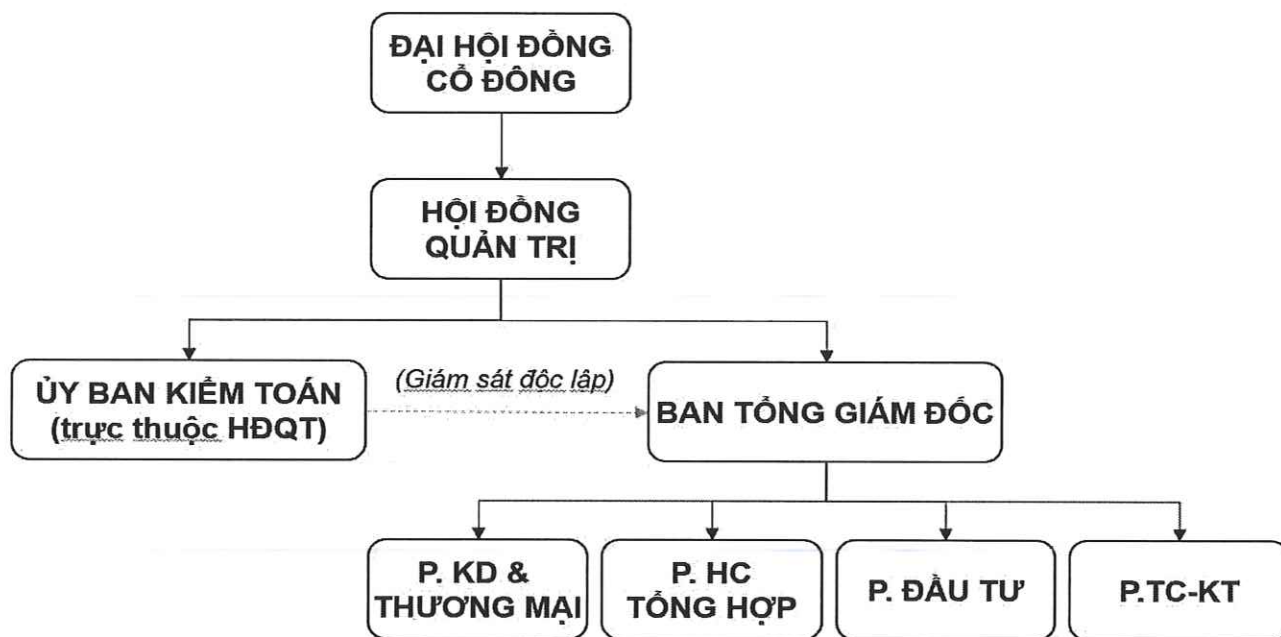 ĐẠI HỘI ĐỒNG
CỔ ĐÔNG
HỘI ĐỒNG
QUẢN TRỊ
ỦY BAN KIỂM TOÁN
(trực thuộc HĐQT)
(Giám sát độc lập)
BAN TỔNG GIÁM ĐỐC
P. KD &
THƯƠNG MẠI
P. HC
TỔNG HỢP
P. ĐẦU TƯ
P.TC-KT